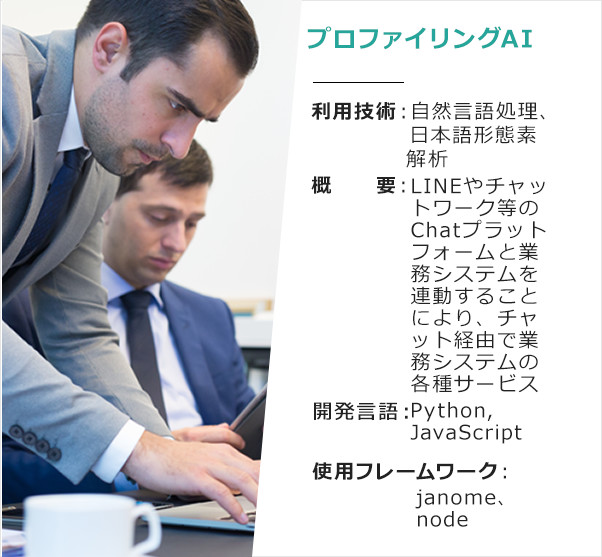 プロファイリングAI
利用技術:自然言語処理、
日本語形態素
解析
概　　要:LINEやチャッ
トワーク等の
Chatプラット
フォームと業
務システムを
連動すること
により、チャ
ット経由で業
務システムの
各種サービス
開発言語:Python,
JavaScript
使用フレームワーク:
janome、
node